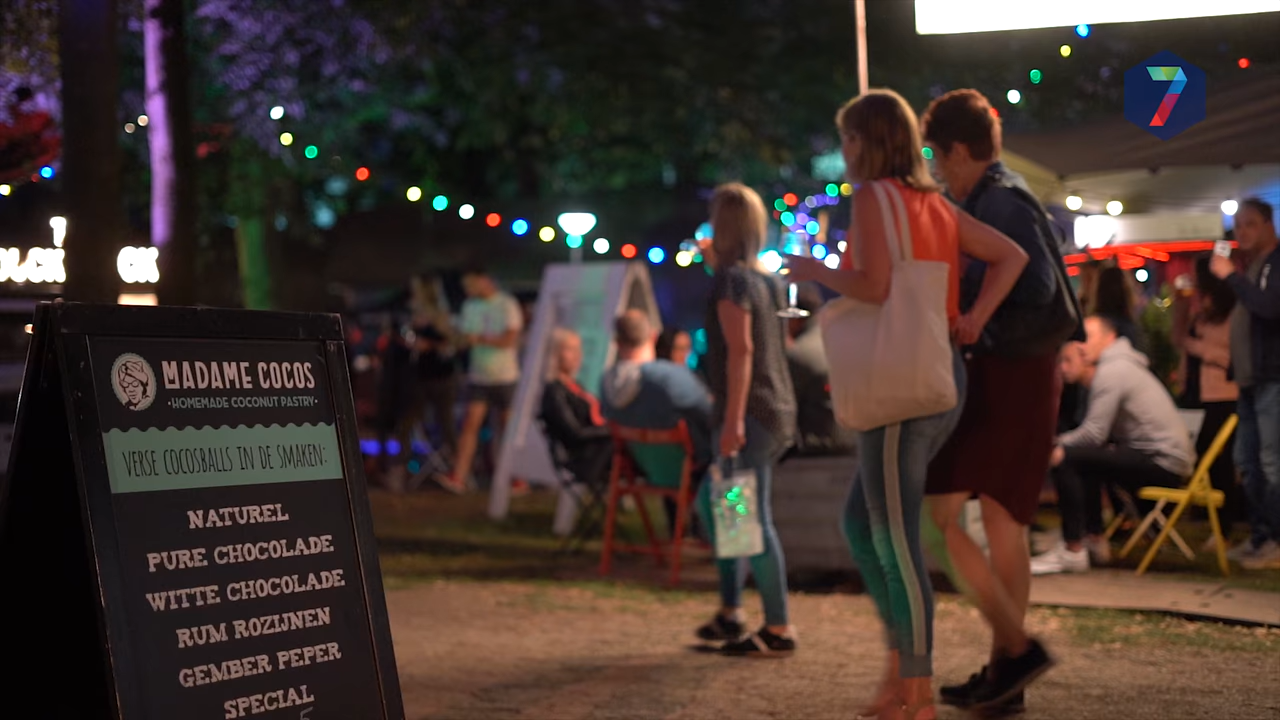 7
MADAME COCOS
•HOMEMADE COCONUT PASTRY•
VERSE COCOSBALLS IN DE SMAKEN:
NATUREL
PURE CHOCOLADE
WITTE CHOCOLADE
RUM ROZIJNEN
GEMBER PEPER
SPECIAL